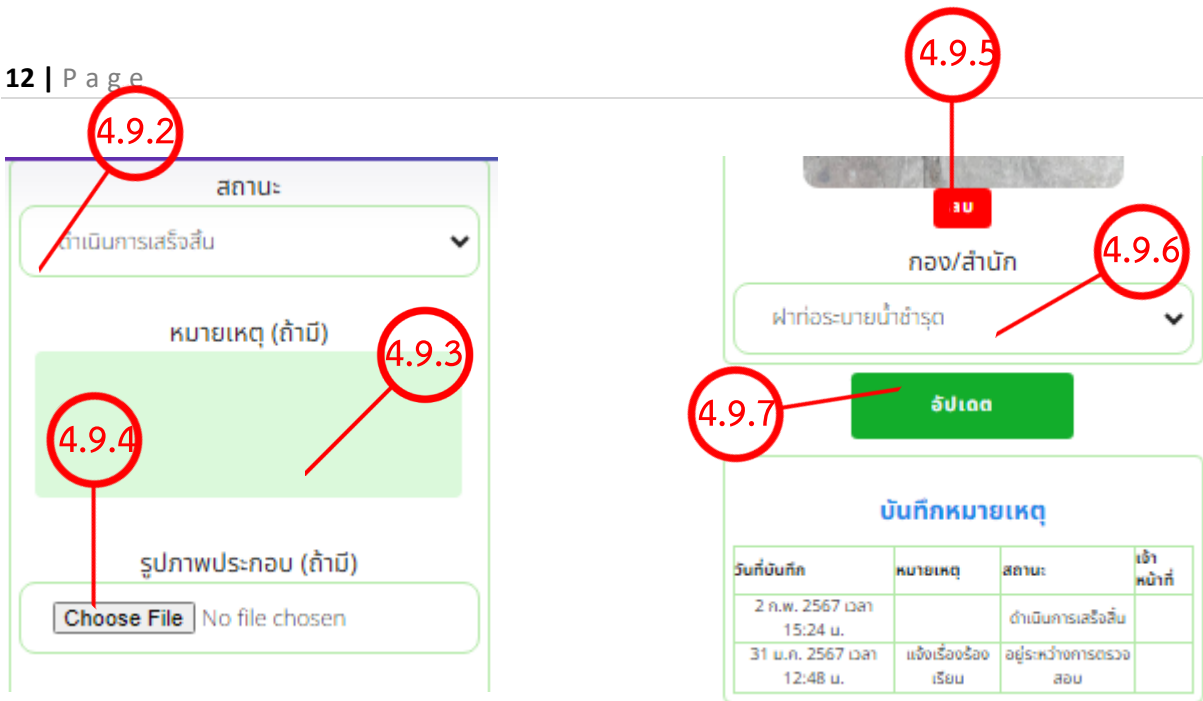 12 | Page
4.9.2
สถานะ
ดำเนินการเสร็จสิ้น
หมายเหตุ (ถ้ามี)
4.9.3
4.9.4
รูปภาพประกอบ (ถ้ามี)
Choose File No file chosen
4.9.5
ลบ
กอง/สำนัก
4.9.6
ฝาท่อระบายน้ำชำรุด
4.9.7
อัปเดต
บันทึกหมายเหตุ
วันที่บันทึก หมายเหตุ สถานะ เจ้า
หน้าที่
2 ก.พ. 2567 เวลา
15:24 น.
ดำเนินการเสร็จสิ้น
31 ม.ค. 2567 เวลา
12:48 น.
แจ้งเรื่องร้อง
เรียน
อยู่ระหว่างการตรวจ
สอบ